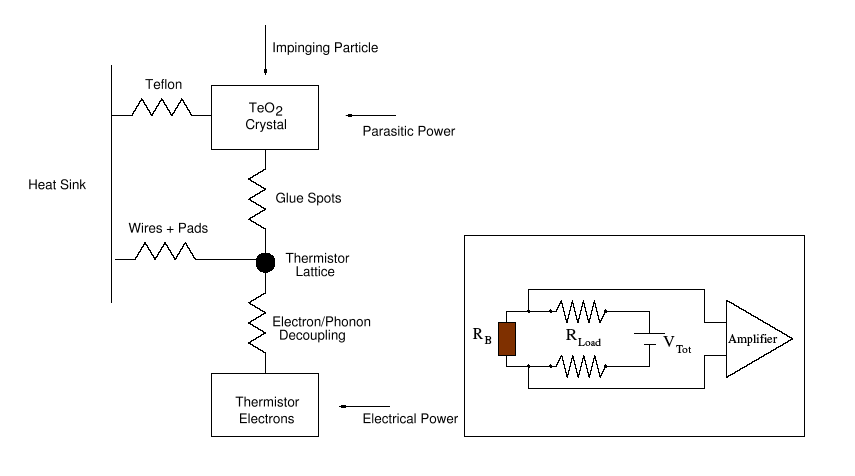 Impinging Particle
Teflon
TeO2
Crystal
Parasitic Power
Heat Sink
Glue Spots
Wires + Pads
Thermistor
Lattice
Electron/Phonon
Decoupling
Thermistor
Electrons
Electrical Power
RB
RLoad
VTot
Amplifier